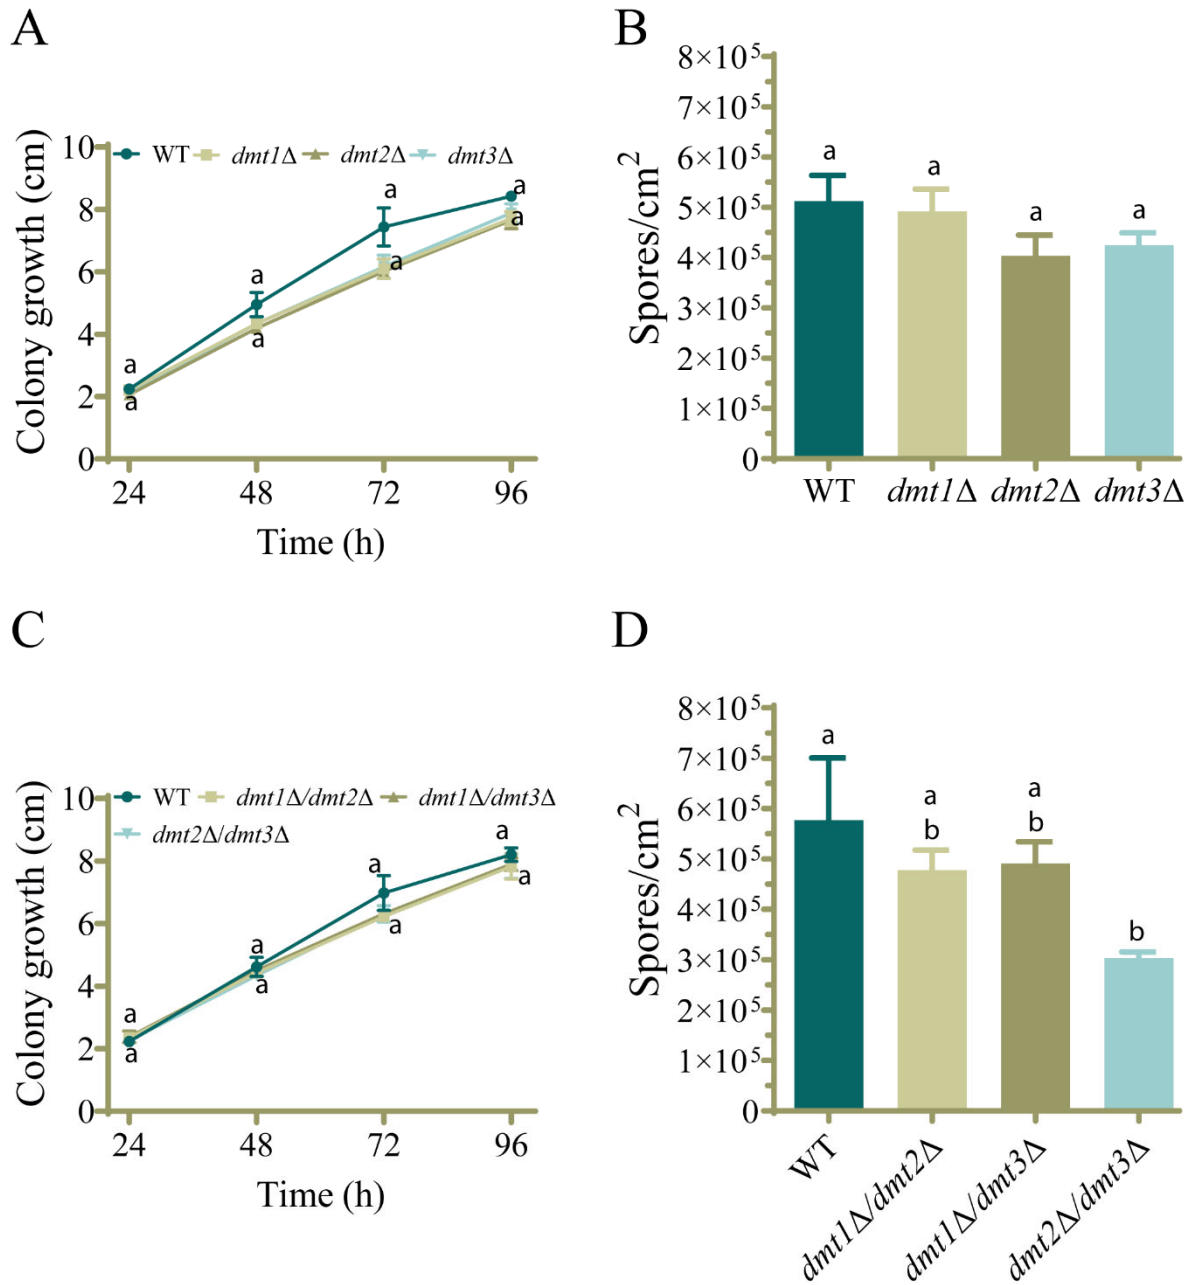 A
Colony growth (cm)
10
8
6
4
2
0
WT dmt1Δ dmt2Δ dmt3Δ
a
a
a
a
a
a
a
a
24 48 72 96
Time (h)
B
Spores/cm²
8×10⁵
7×10⁵
6×10⁵
5×10⁵
4×10⁵
3×10⁵
2×10⁵
1×10⁵
0
a a a a
WT dmt1Δ dmt2Δ dmt3Δ
C
Colony growth (cm)
10
8
6
4
2
0
WT dmt1Δ/dmt2Δ dmt1Δ/dmt3Δ
dmt2Δ/dmt3Δ
a
a
a
a
a
a
a
a
24 48 72 96
Time (h)
D
Spores/cm²
8×10⁵
7×10⁵
6×10⁵
5×10⁵
4×10⁵
3×10⁵
2×10⁵
1×10⁵
0
a
a
b
a
b
b
WT
dmt1Δ/dmt2Δ
dmt1Δ/dmt3Δ
dmt2Δ/dmt3Δ